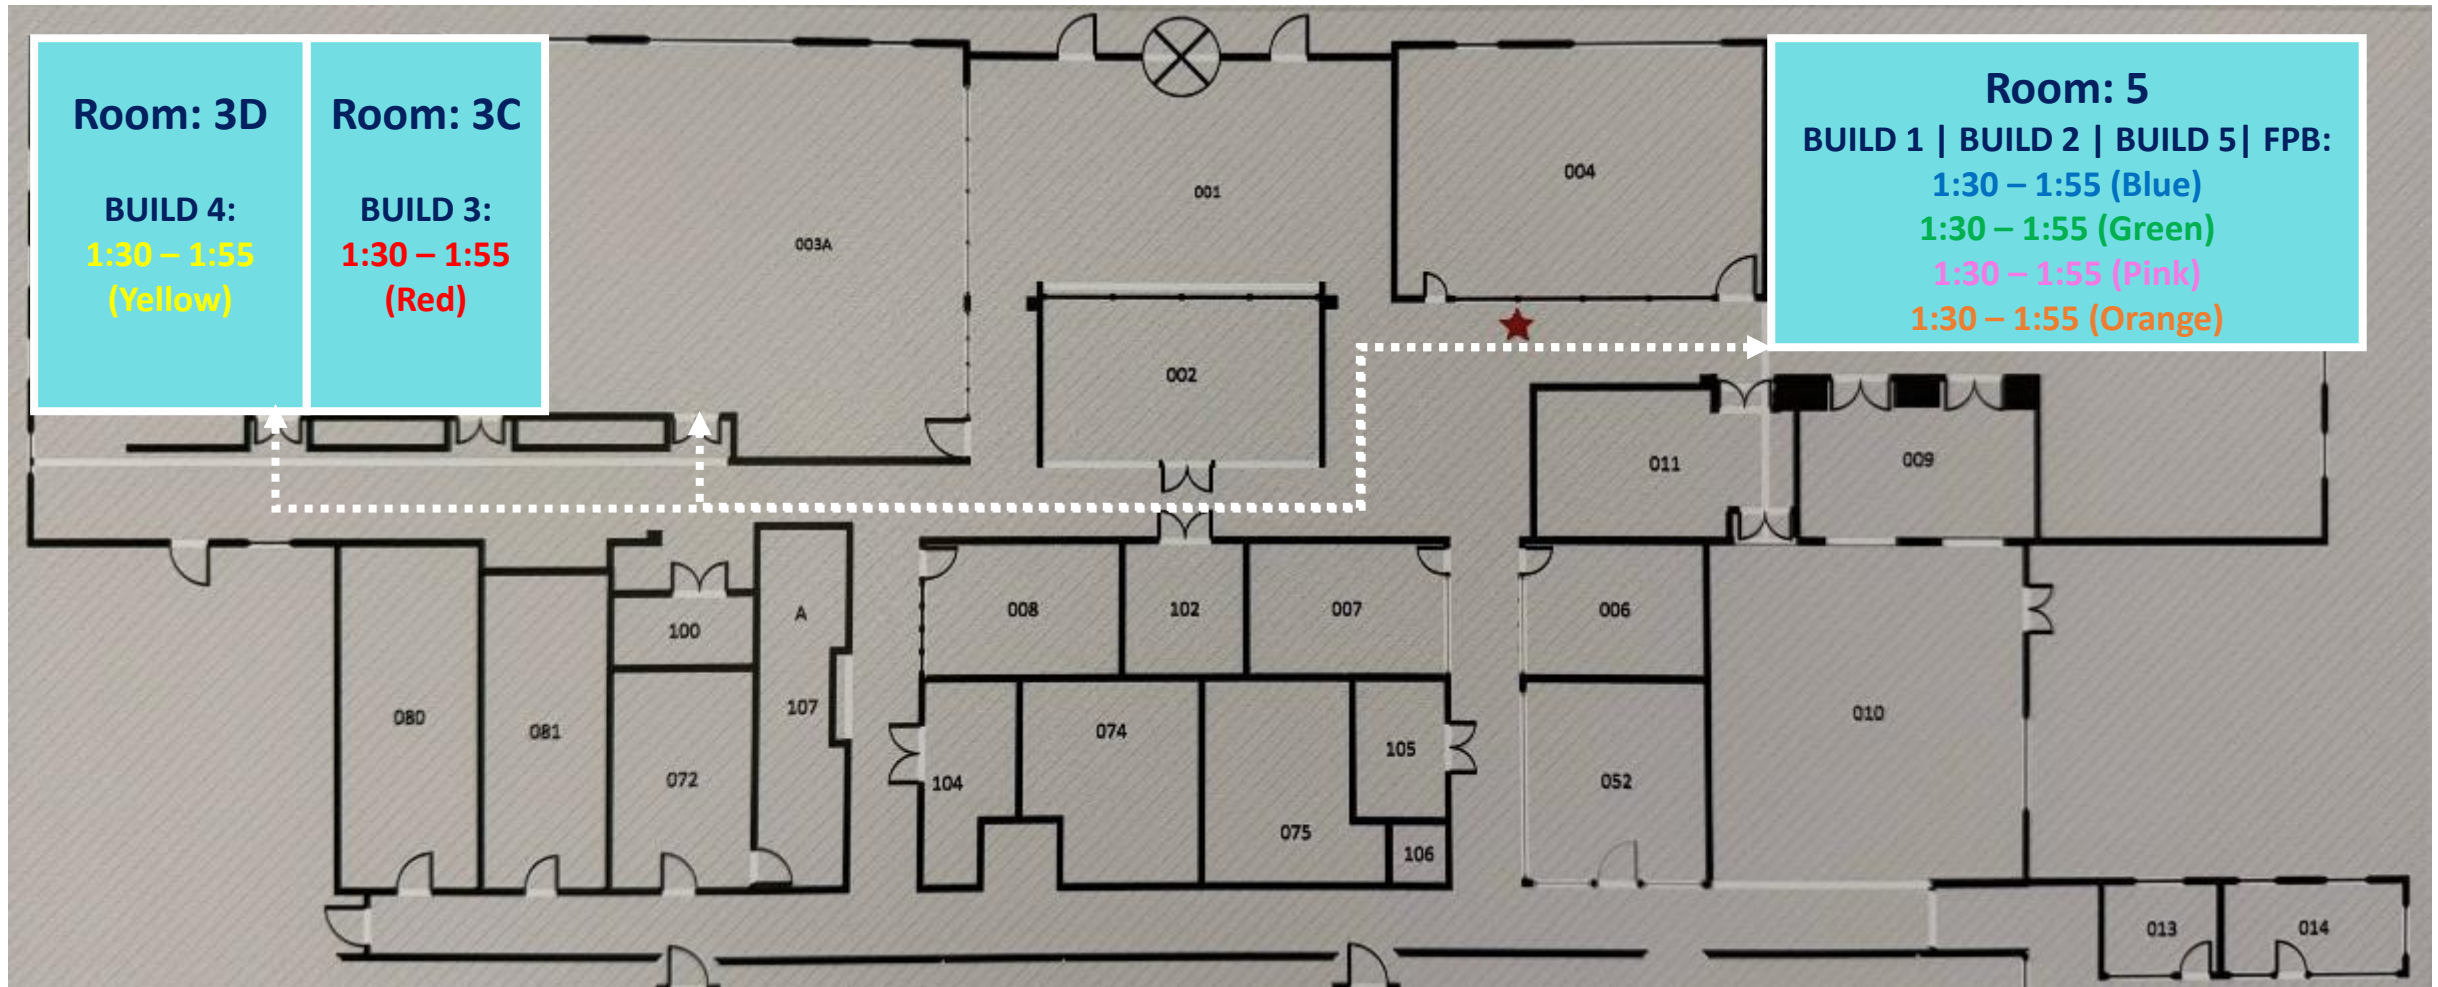 Room: 3D
BUILD 4:
1:30 – 1:55
(Yellow)
Room: 3C
BUILD 3:
1:30 – 1:55
(Red)
Room: 5
BUILD 1 | BUILD 2 | BUILD 5| FPB:
1:30 – 1:55 (Blue)
1:30 – 1:55 (Green)
1:30 – 1:55 (Pink)
1:30 – 1:55 (Orange)
003A
001
004
002
011
009
008
102
007
006
100
A
107
080
081
072
104
074
075
105
106
052
010
013
014